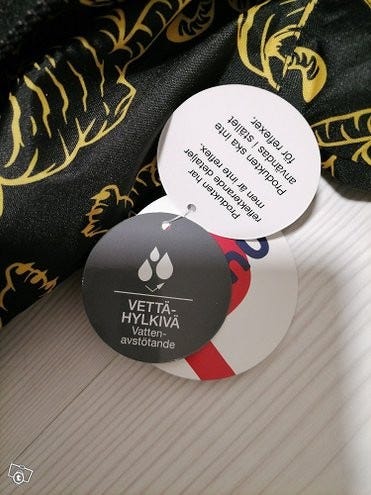 Produkten har
reflekterande detaljer
men är inte reflex.
Produkten ska inte
användas i stället
för reflexer.
VETTÄ-
HYLKIVÄ
Vatten-
avstötande